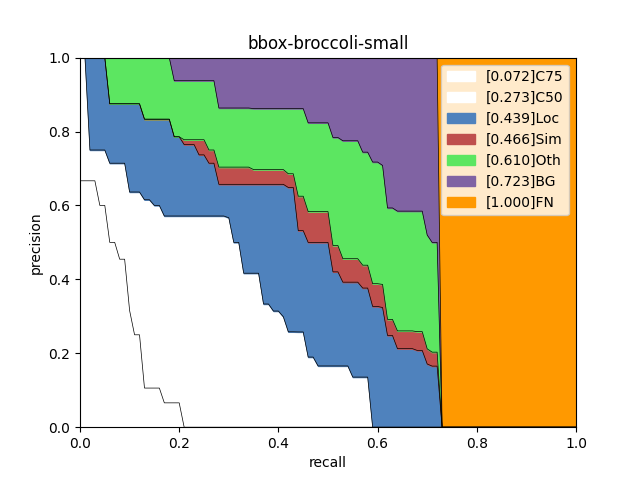 bbox-broccoli-small
1.0
0.8
0.6
0.4
0.2
0.0
precision
0.0 0.2 0.4 0.6 0.8 1.0
recall
[0.072]C75
[0.273]C50
[0.439]Loc
[0.466]Sim
[0.610]Oth
[0.723]BG
[1.000]FN